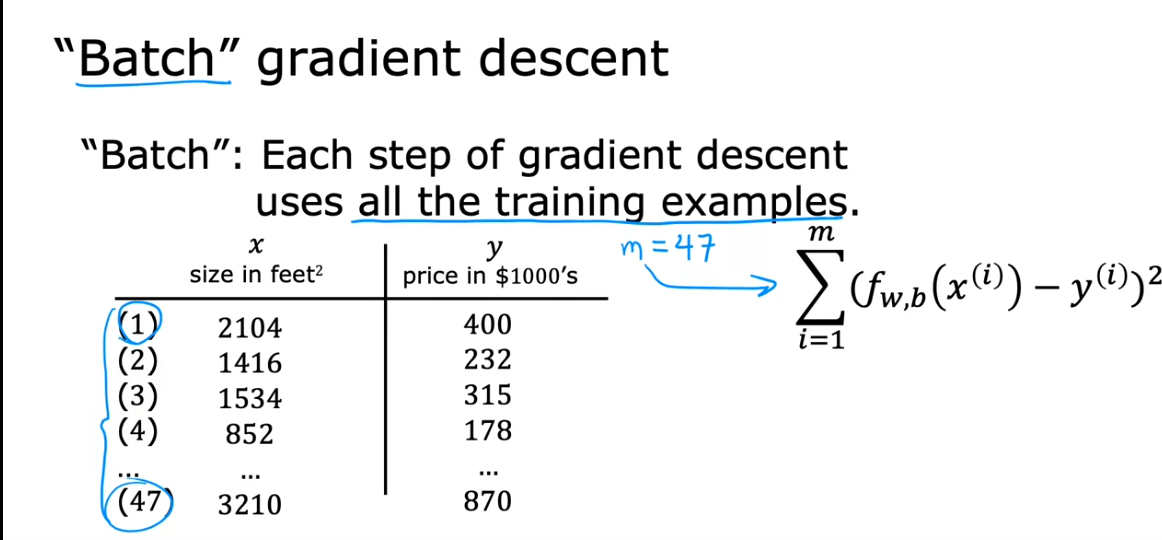 “Batch” gradient descent
“Batch”: Each step of gradient descent
uses all the training examples.
x y m = 47
size in feet² price in $1000’s
(1) 2104 400
(2) 1416 232
(3) 1534 315
(4) 852 178
... ... ...
(47) 3210 870
m
∑ (f_{w,b}(x^{(i)}) − y^{(i)})²
i=1